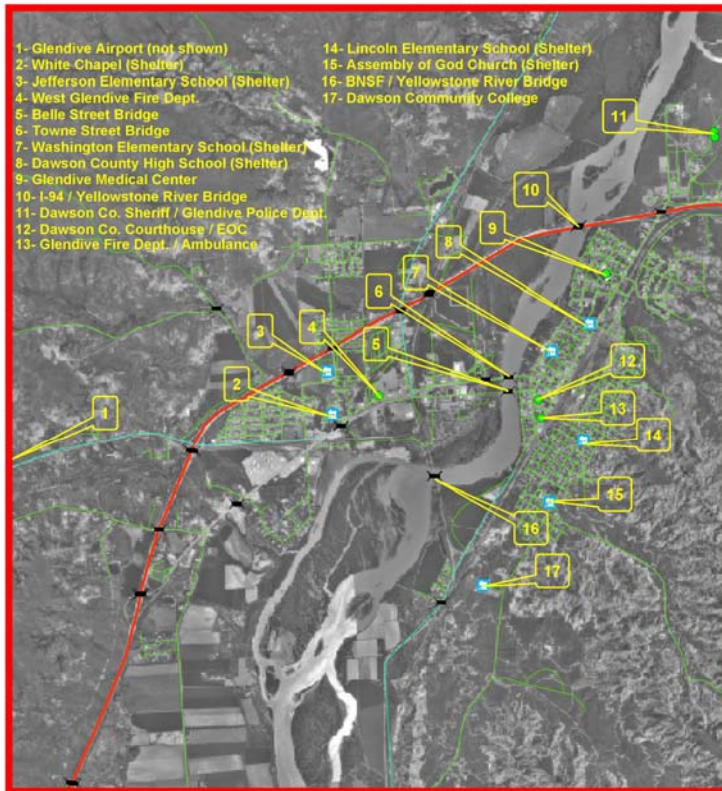 1- Glendive Airport (not shown)
2- White Chapel (Shelter)
3- Jefferson Elementary School (Shelter)
4- West Glendive Fire Dept.
5- Belle Street Bridge
6- Towne Street Bridge
7- Washington Elementary School (Shelter)
8- Dawson County High School (Shelter)
9- Glendive Medical Center
10- I-94 / Yellowstone River Bridge
11- Dawson Co. Sheriff / Glendive Police Dept.
12- Dawson Co. Courthouse / EOC
13- Glendive Fire Dept. / Ambulance
14- Lincoln Elementary School (Shelter)
15- Assembly of God Church (Shelter)
16- BNSF / Yellowstone River Bridge
17- Dawson Community College
11
10
9
8
7
6
3
4
5
12
2
1
13
14
15
16
17